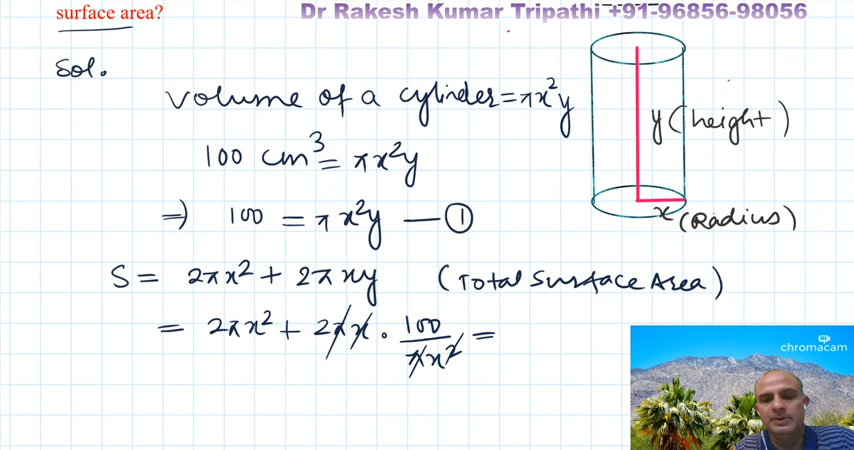 surface area?
Dr Rakesh Kumar Tripathi +91-96856-98056
Sol.
Volume of a cylinder = πx²y
100 cm³ = πx²y
⇒ 100 = πx²y — ①
y (height)
x (Radius)
S = 2πx² + 2πxy (Total Surface Area)
= 2πx² + 2πx · 100/πx² =
chromacam